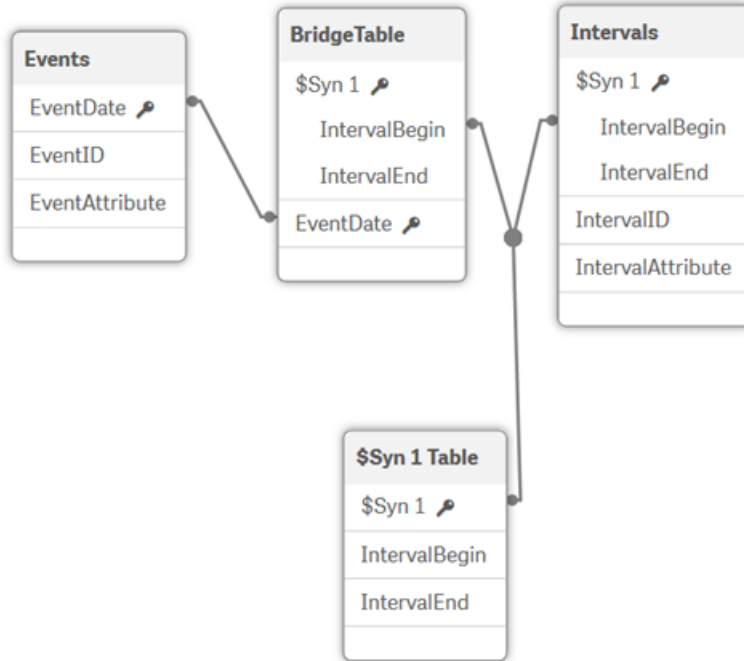 Events
EventDate
EventID
EventAttribute
BridgeTable
$Syn 1
IntervalBegin
IntervalEnd
EventDate
Intervals
$Syn 1
IntervalBegin
IntervalEnd
IntervalID
IntervalAttribute
$Syn 1 Table
$Syn 1
IntervalBegin
IntervalEnd